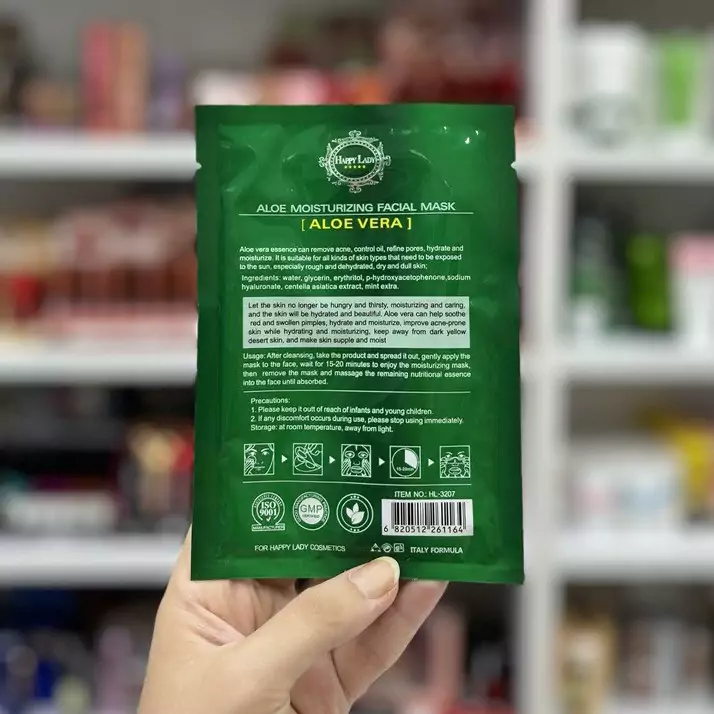 HAPPY LADY
ALOE MOISTURIZING FACIAL MASK
[ ALOE VERA ]
Aloe vera essence can remove acne, control oil, refine pores, hydrate and
moisturize. It is suitable for all kinds of skin types that need to be exposed
to the sun, especially rough and dehydrated, dry and dull skin;
Ingredients: water, glycerin, erythritol, p-hydroxyacetophenone,sodium
hyaluronate, centella asiatica extract, mint extra.
Let the skin no longer be hungry and thirsty, moisturizing and caring,
and the skin will be hydrated and beautiful. Aloe vera can help soothe
red and swollen pimples, hydrate and moisturize, improve acne-prone
skin while hydrating and moisturizing, keep away from dark yellow
desert skin, and make skin supple and moist
Usage: After cleansing, take the product and spread it out, gently apply the
mask to the face, wait for 15-20 minutes to enjoy the moisturizing mask,
then remove the mask and massage the remaining nutritional essence
into the face until absorbed.
Precautions:
1. Please keep it out of reach of infants and young children.
2. If any discomfort occurs during use, please stop using immediately.
Storage: at room temperature, away from light.
15-20min
ITEM NO.: HL-3207
ISO
9001
GMP
6 820512 261164
FOR HAPPY LADY COSMETICS
ITALY FORMULA